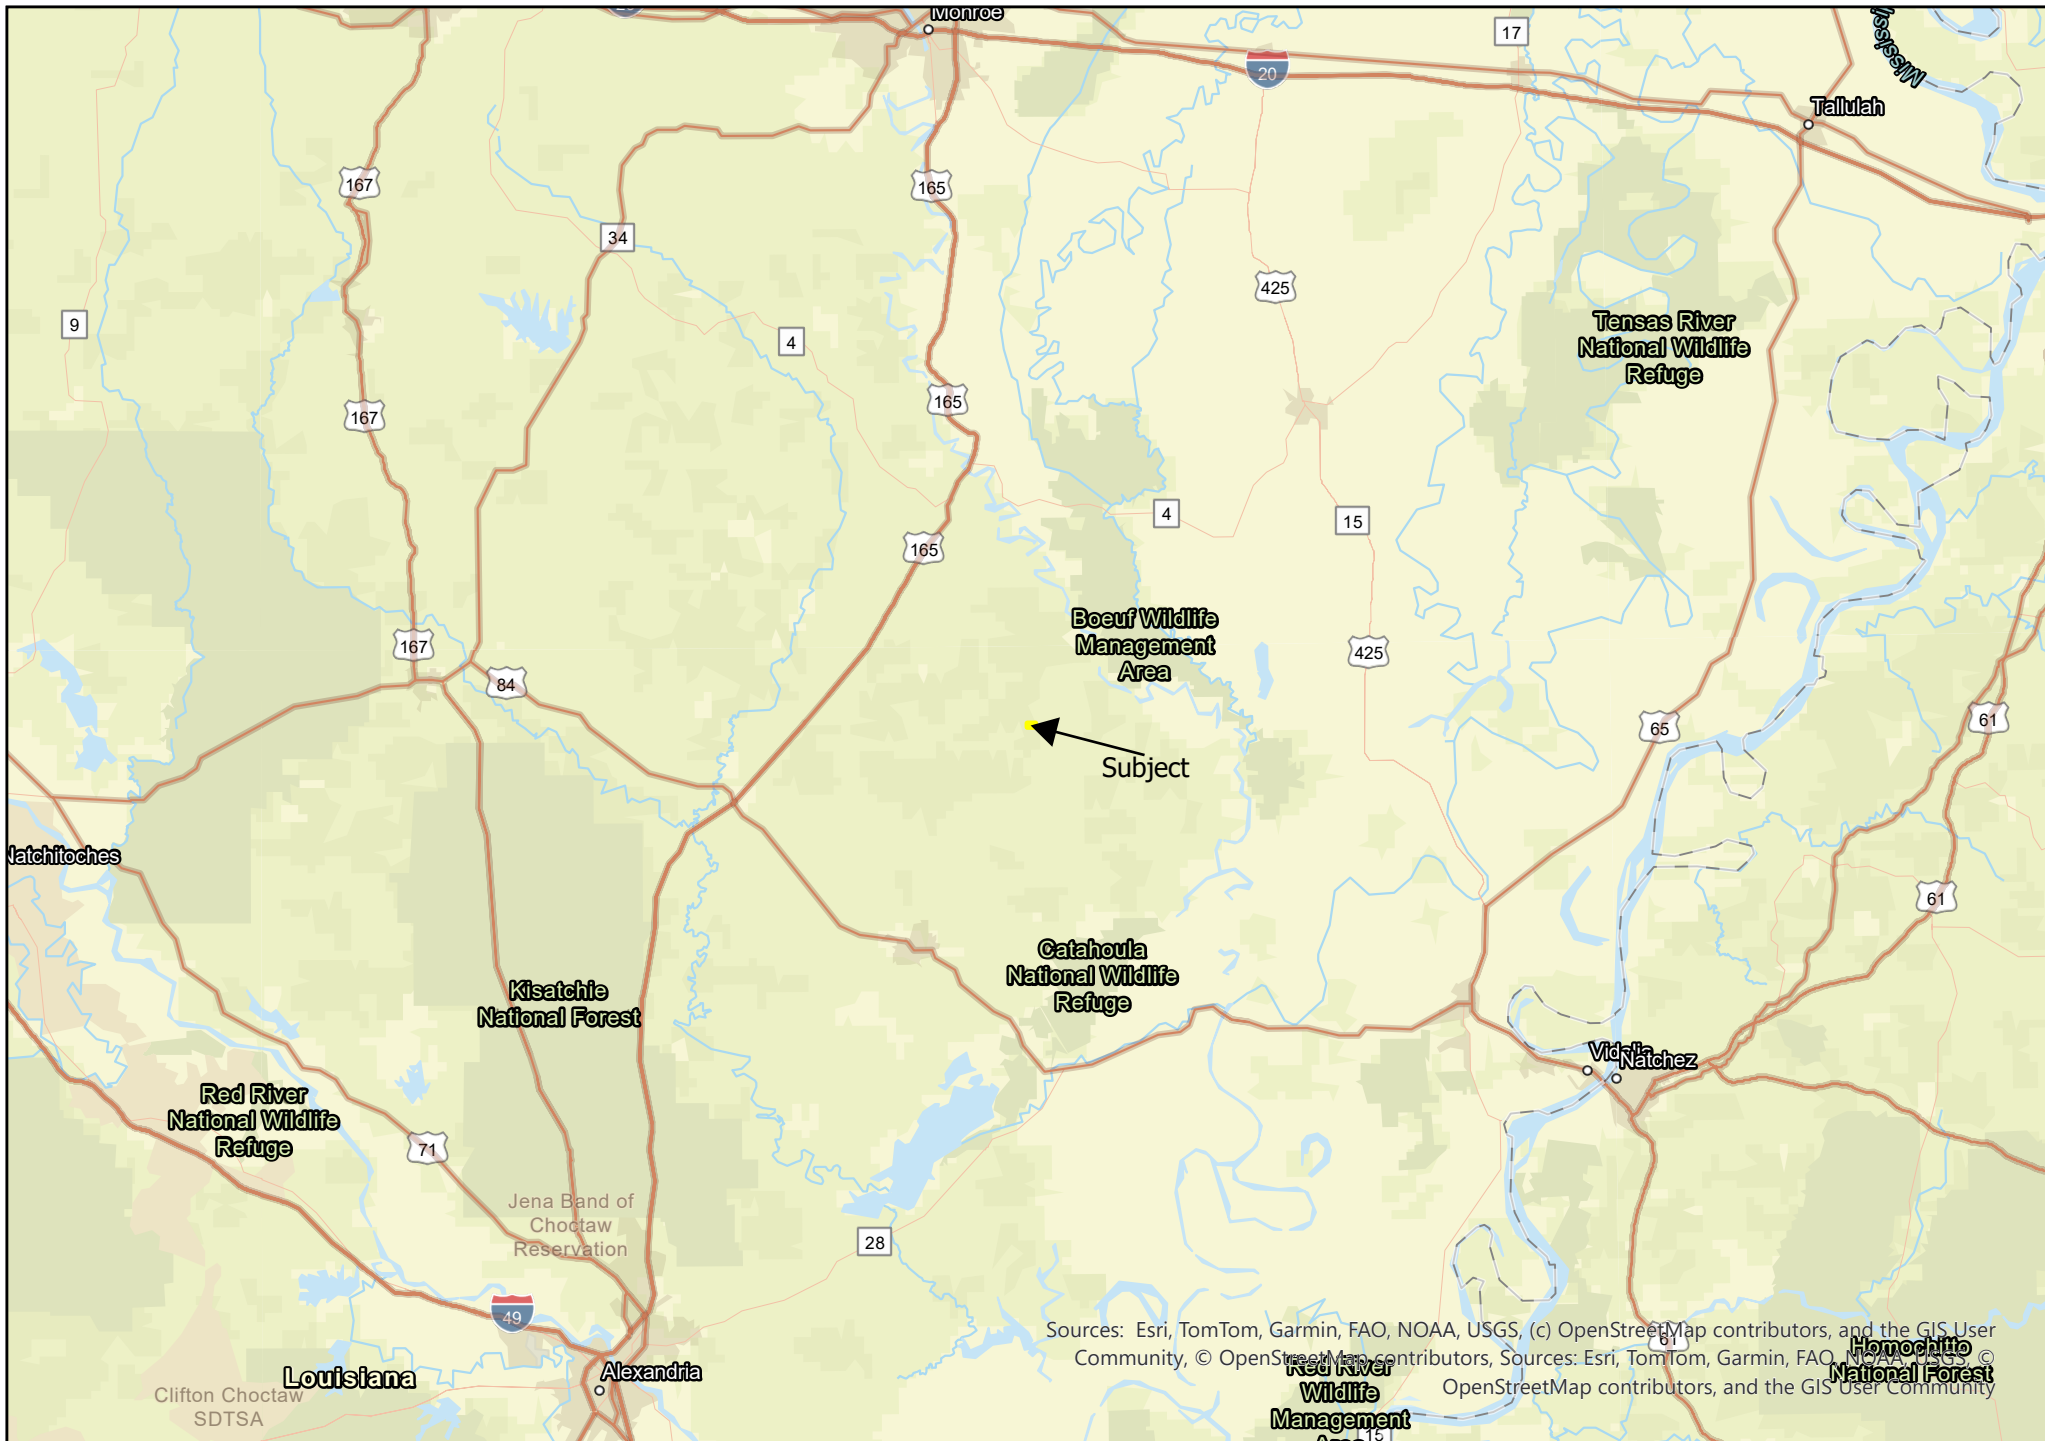 Monroe
17
Mississi
20
Tallulah
167
165
34
425
9
4
Tensas River
National Wildlife
Refuge
167
165
4
15
165
Boeuf Wildlife
Management
Area
167
425
84
61
65
Subject
Natchitoches
61
Catahoula
National Wildlife
Refuge
Kisatchie
National Forest
Vidalia
Natchez
Red River
National Wildlife
Refuge
71
Jena Band of
Choctaw
Reservation
28
49
Sources: Esri, TomTom, Garmin, FAO, NOAA, USGS, (c) OpenStreetMap contributors, and the GIS User
Community, © OpenStreetMap contributors, Sources: Esri, TomTom, Garmin, FAO, NOAA, USGS, ©
OpenStreetMap contributors, and the GIS User Community
61
Homochitto
National Forest
Red River
Wildlife
Management
Area
15
Louisiana
Alexandria
Clifton Choctaw
SDTSA